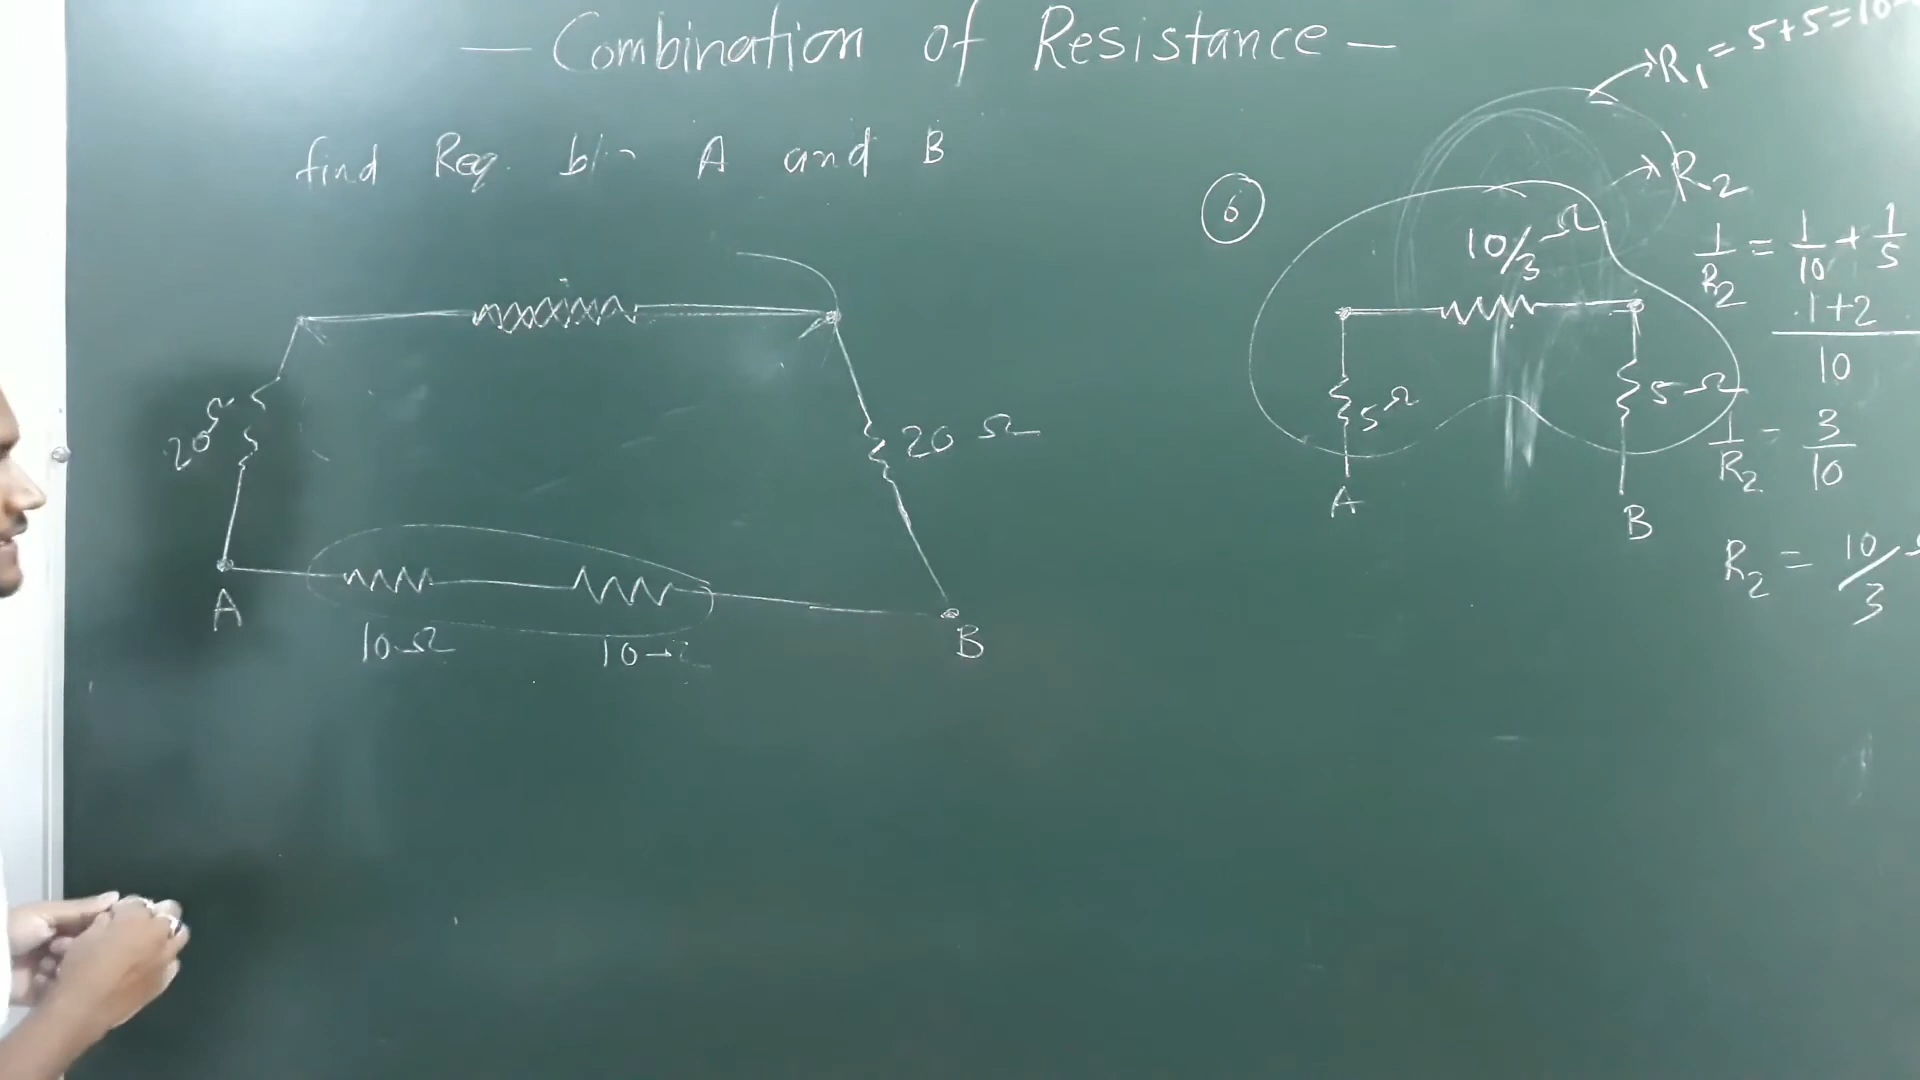 — Combination of Resistance —
find Req. b/w A and B
20 Ω
20 Ω
A
10 Ω
10 Ω
B
6
R1 = 5+5=10
R2
10/3 Ω
5 Ω
5 Ω
A
B
1/R2 = 1/10 + 1/5
1+2
10
1/R2 = 3/10
R2 = 10/3